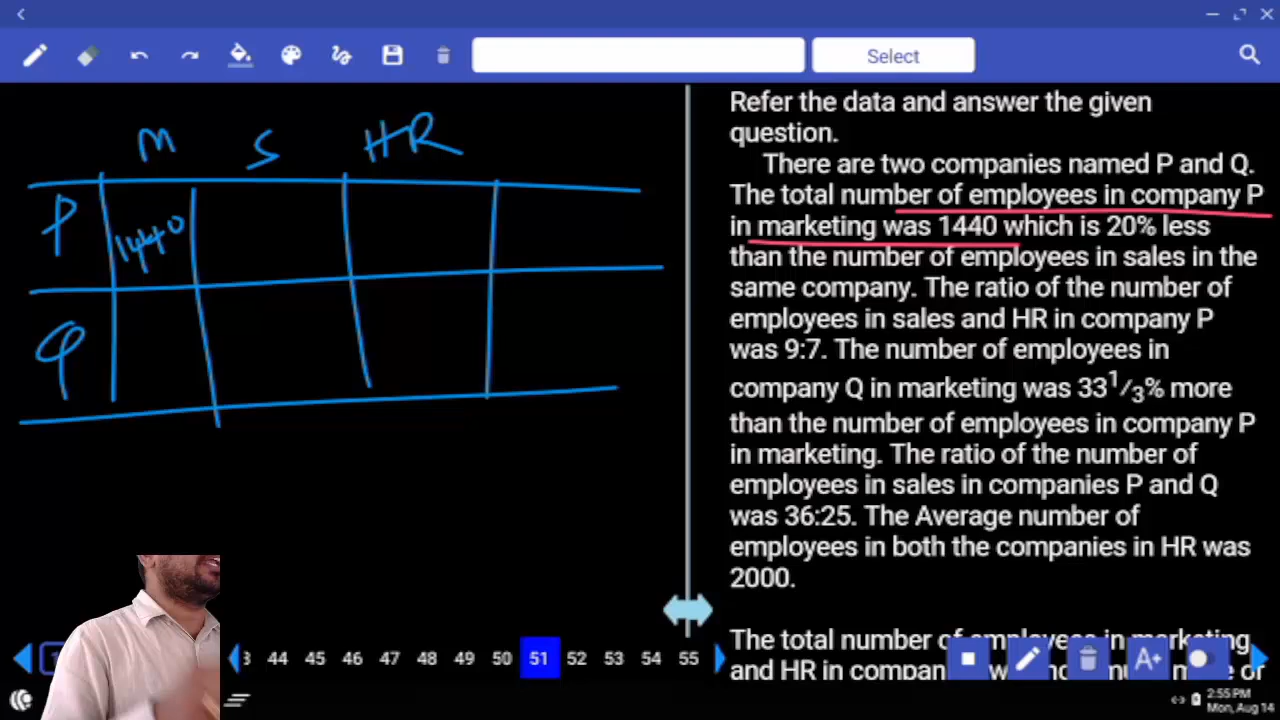 Select
M S HR
P 1440
Q
Refer the data and answer the given
question.
There are two companies named P and Q.
The total number of employees in company P
in marketing was 1440 which is 20% less
than the number of employees in sales in the
same company. The ratio of the number of
employees in sales and HR in company P
was 9:7. The number of employees in
company Q in marketing was 33 1/3% more
than the number of employees in company P
in marketing. The ratio of the number of
employees in sales in companies P and Q
was 36:25. The Average number of
employees in both the companies in HR was
2000.
The total number of employees in marketing
and HR in compan
44 45 46 47 48 49 50 51 52 53 54 55
A+
2:55 PM
Mon, Aug 14